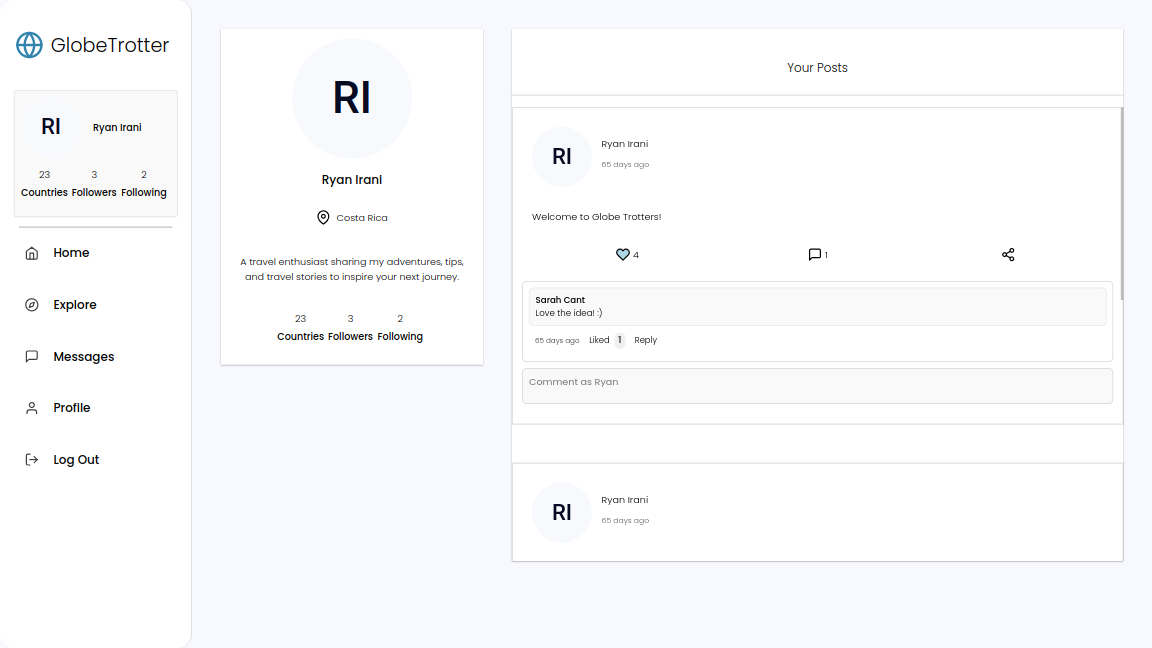 GlobeTrotter
RI
Ryan Irani
23 3 2
Countries Followers Following
Home
Explore
Messages
Profile
Log Out
RI
Ryan Irani
Costa Rica
A travel enthusiast sharing my adventures, tips,
and travel stories to inspire your next journey.
23 3 2
Countries Followers Following
Your Posts
RI
Ryan Irani
65 days ago
Welcome to Globe Trotters!
4 1
Sarah Cant
Love the idea! :)
65 days ago Liked 1 Reply
Comment as Ryan
RI
Ryan Irani
65 days ago